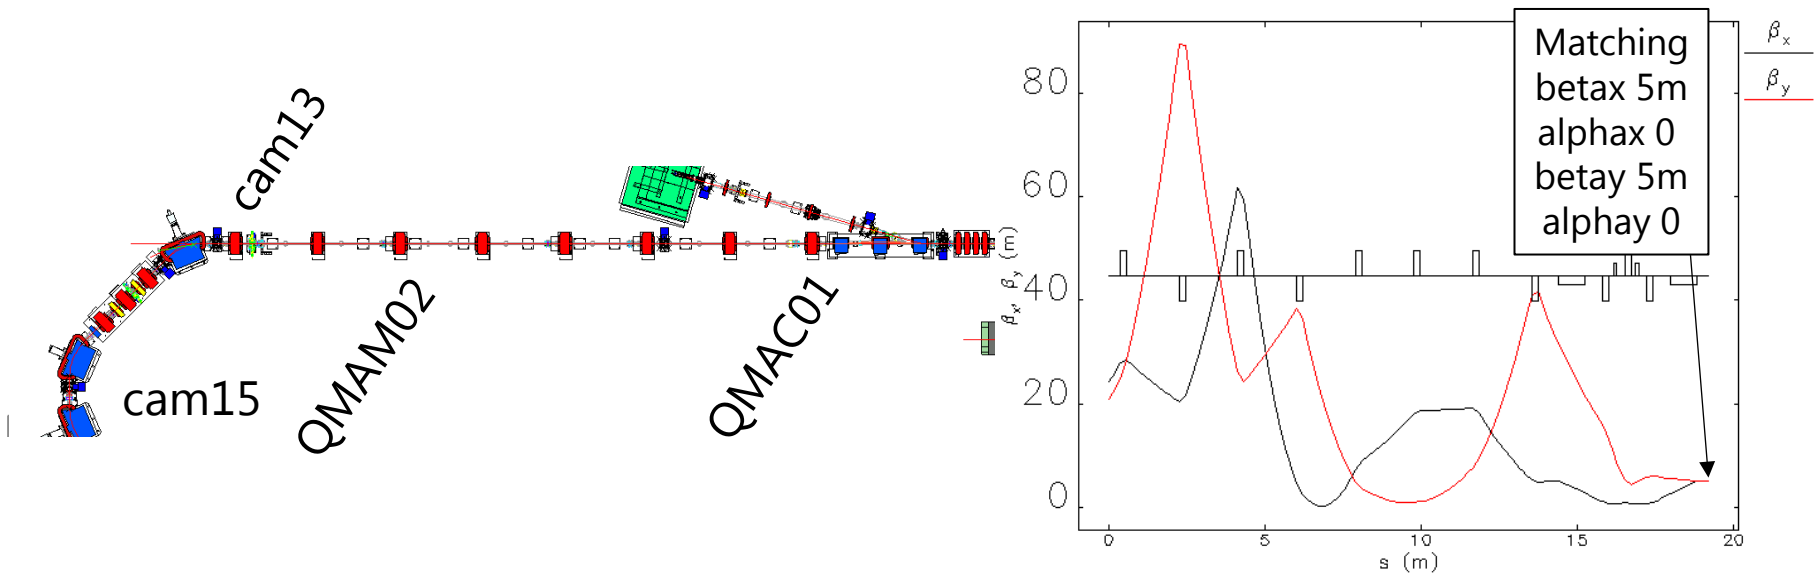 cam13
cam15
QMAM02
QMAC01
Matching
betax 5m
alphax 0
betay 5m
alphay 0
βx
βy
80
60
40
20
0
βx, βy (m)
0 5 10 15 20
s (m)